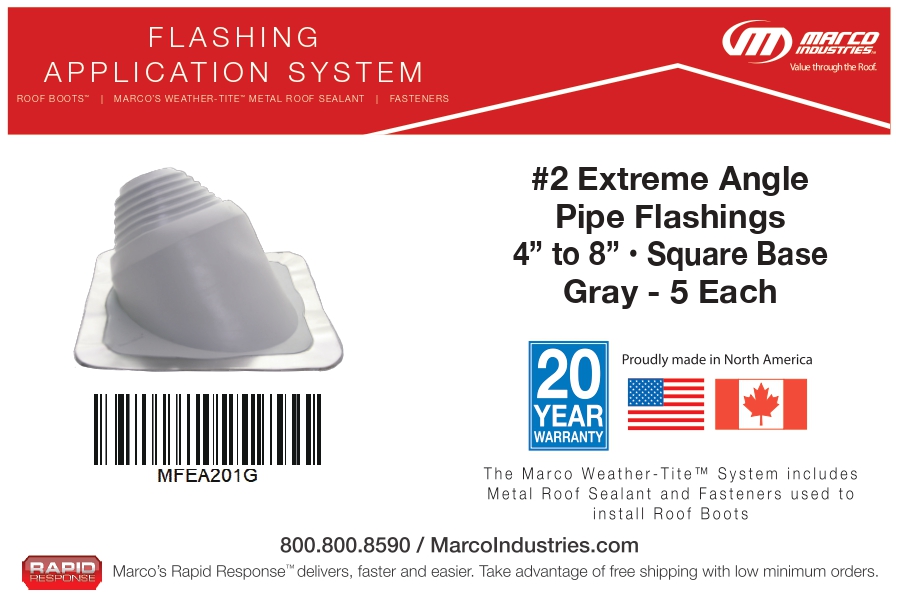 FLASHING
APPLICATION SYSTEM
ROOF BOOTS™ | MARCO'S WEATHER-TITE™ METAL ROOF SEALANT | FASTENERS
MARCO
INDUSTRIES™
Value through the Roof.
#2 Extreme Angle
Pipe Flashings
4” to 8” • Square Base
Gray - 5 Each
20
YEAR
WARRANTY
Proudly made in North America
MFEA201G
The Marco Weather-Tite™ System includes
Metal Roof Sealant and Fasteners used to
install Roof Boots
800.800.8590 / MarcoIndustries.com
RAPID
RESPONSE
Marco’s Rapid Response™ delivers, faster and easier. Take advantage of free shipping with low minimum orders.